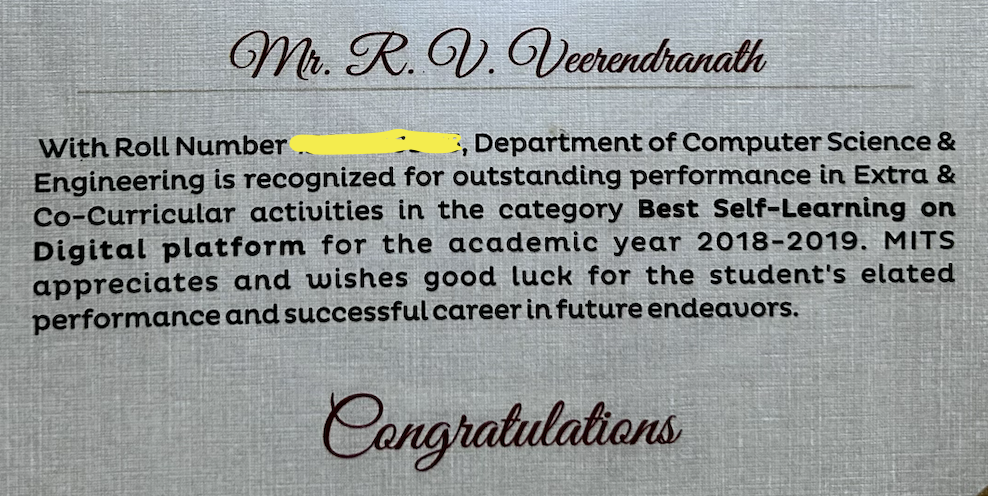 Mr. R. V. Veerendranath
With Roll Number , Department of Computer Science &
Engineering is recognized for outstanding performance in Extra &
Co-Curricular activities in the category Best Self-Learning on
Digital platform for the academic year 2018-2019. MITS
appreciates and wishes good luck for the student's elated
performance and successful career in future endeavors.
Congratulations